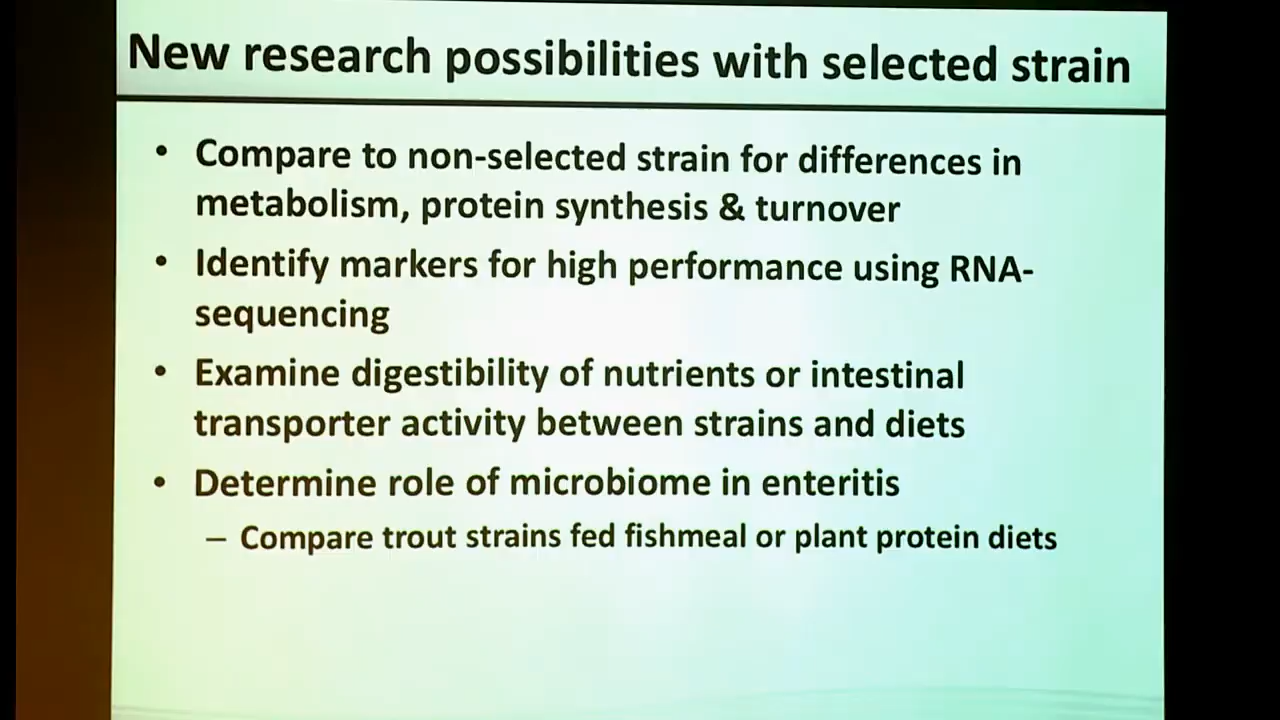 New research possibilities with selected strain
• Compare to non-selected strain for differences in
metabolism, protein synthesis & turnover
• Identify markers for high performance using RNA-
sequencing
• Examine digestibility of nutrients or intestinal
transporter activity between strains and diets
• Determine role of microbiome in enteritis
– Compare trout strains fed fishmeal or plant protein diets